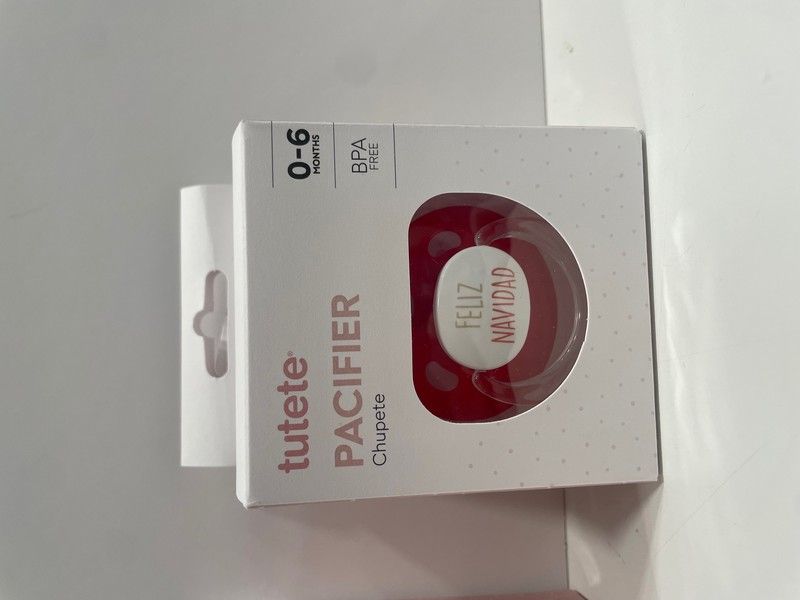 tutete®
PACIFIER
Chupete
0-6
MONTHS
BPA
FREE
FELIZ
NAVIDAD